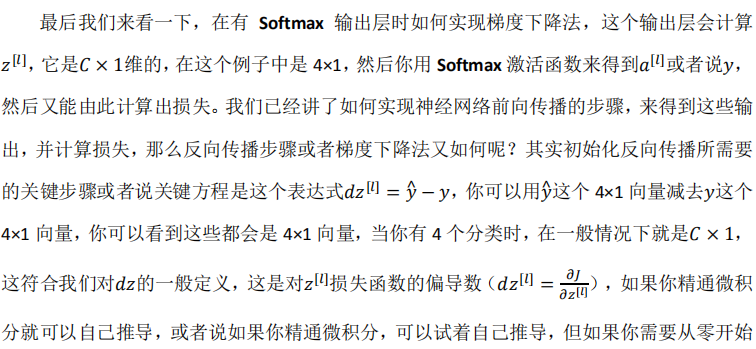 最后我们来看一下，在有 Softmax 输出层时如何实现梯度下降法，这个输出层会计算
z^[l]，它是C × 1维的，在这个例子中是 4×1，然后你用 Softmax 激活函数来得到a^[l]或者说y，
然后又能由此计算出损失。我们已经讲了如何实现神经网络前向传播的步骤，来得到这些输
出，并计算损失，那么反向传播步骤或者梯度下降法又如何呢？其实初始化反向传播所需要
的关键步骤或者说关键方程是这个表达式dz^[l] = ŷ − y，你可以用ŷ这个 4×1 向量减去y这个
4×1 向量，你可以看到这些都会是 4×1 向量，当你有 4 个分类时，在一般情况下就是C × 1，
这符合我们对dz的一般定义，这是对z^[l]损失函数的偏导数（dz^[l] = ∂J/∂z^[l]），如果你精通微积
分就可以自己推导，或者说如果你精通微积分，可以试着自己推导，但如果你需要从零开始